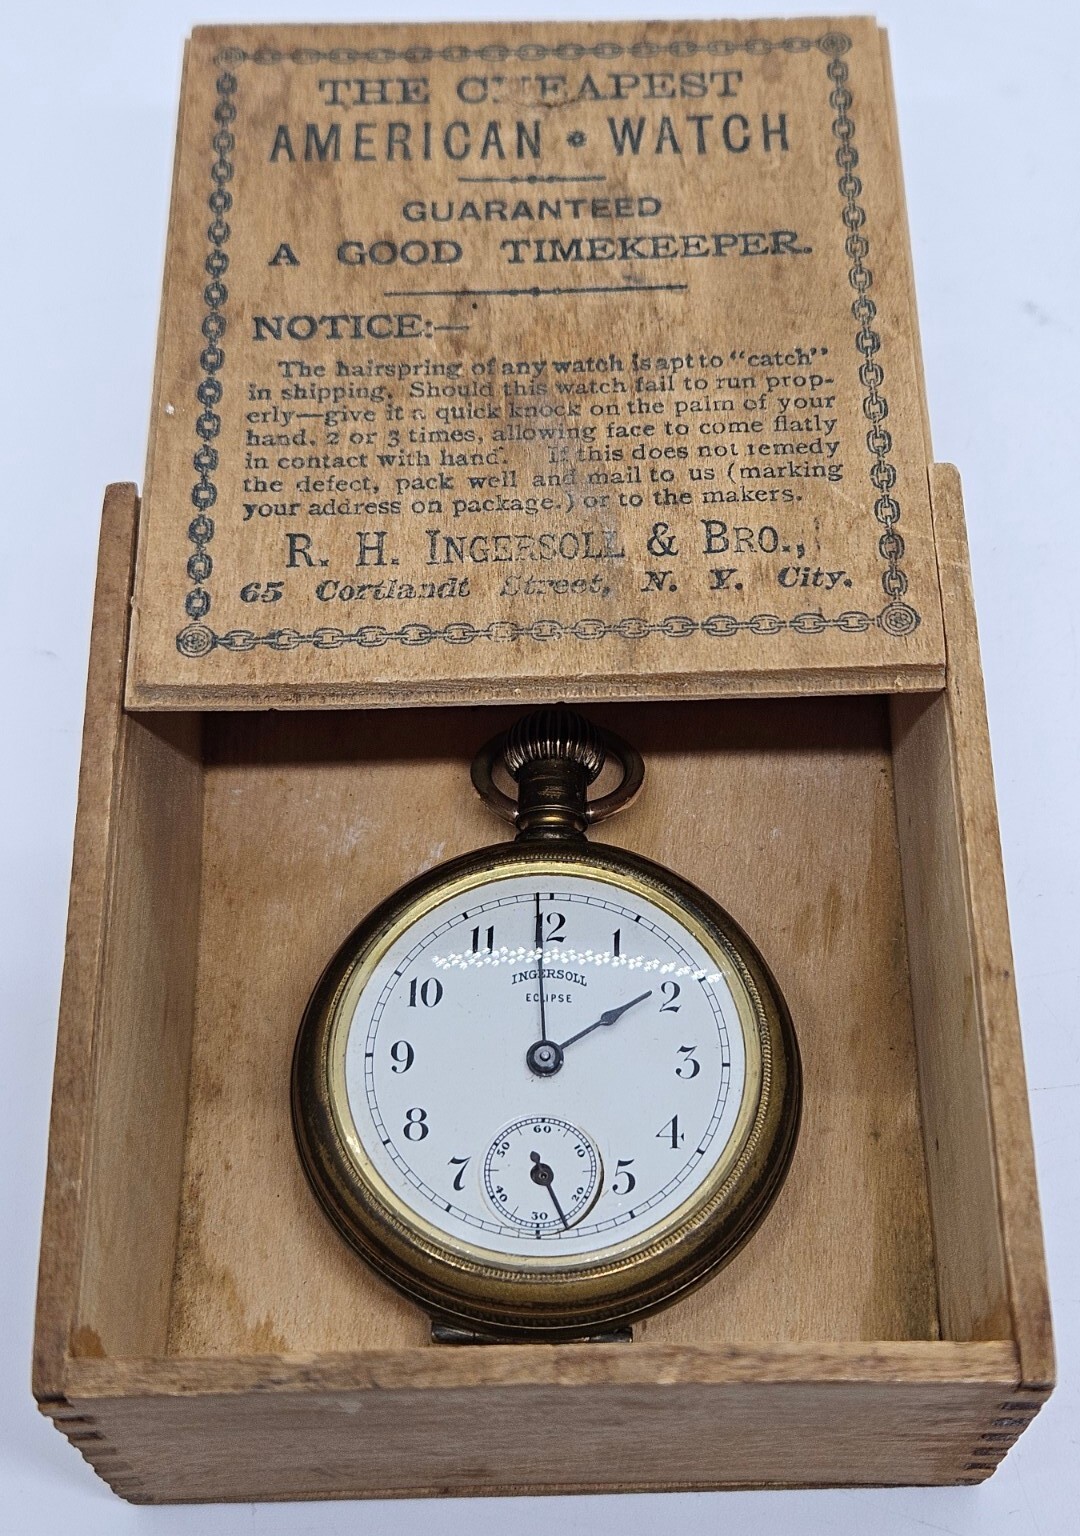 THE CHEAPEST
AMERICAN WATCH
GUARANTEED
A GOOD TIMEKEEPER.
NOTICE:—
The hairspring of any watch is apt to "catch"
in shipping. Should this watch fail to run prop-
erly—give it a quick knock on the palm of your
hand, 2 or 3 times, allowing face to come flatly
in contact with hand. If this does not remedy
the defect, pack well and mail to us (marking
your address on package.) or to the makers.
R. H. INGERSOLL & BRO.,
65 Cortlandt Street, N. Y. City.
12
11 1
INGERSOLL
ECLIPSE
10 2
9 3
8 4
7 5
60
50 10
40 20
30